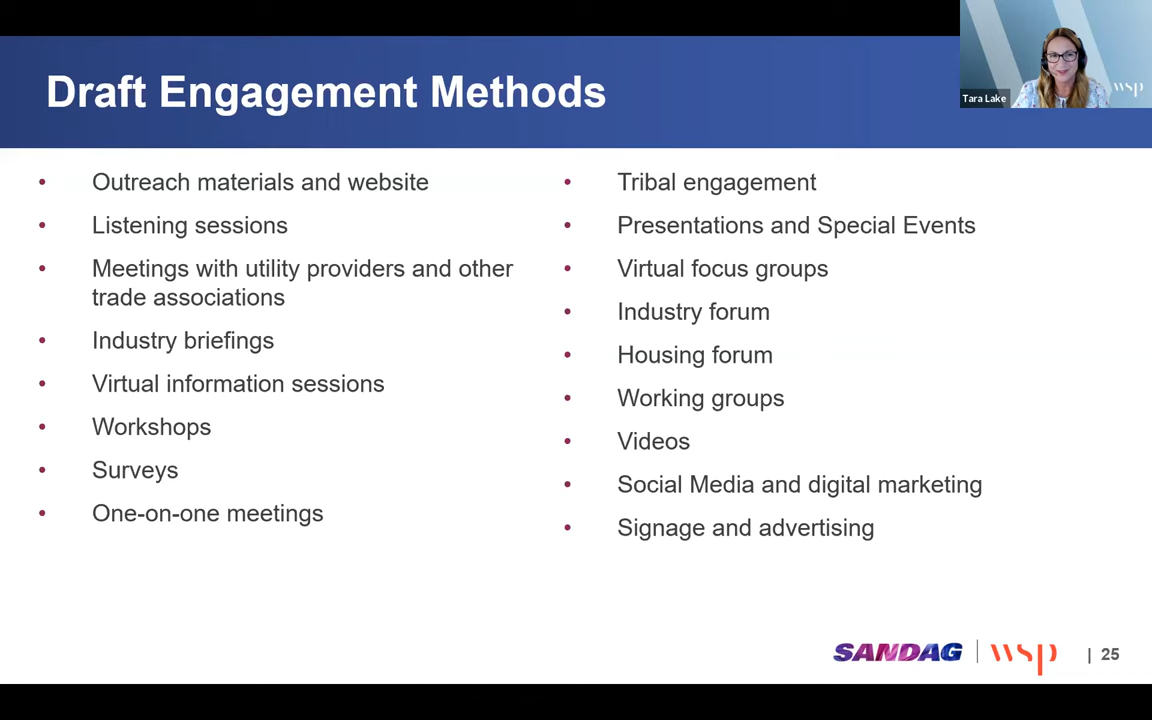 Draft Engagement Methods
wsp
Tara Lake
• Outreach materials and website
• Listening sessions
• Meetings with utility providers and other
trade associations
• Industry briefings
• Virtual information sessions
• Workshops
• Surveys
• One-on-one meetings
• Tribal engagement
• Presentations and Special Events
• Virtual focus groups
• Industry forum
• Housing forum
• Working groups
• Videos
• Social Media and digital marketing
• Signage and advertising
SANDAG | wsp | 25